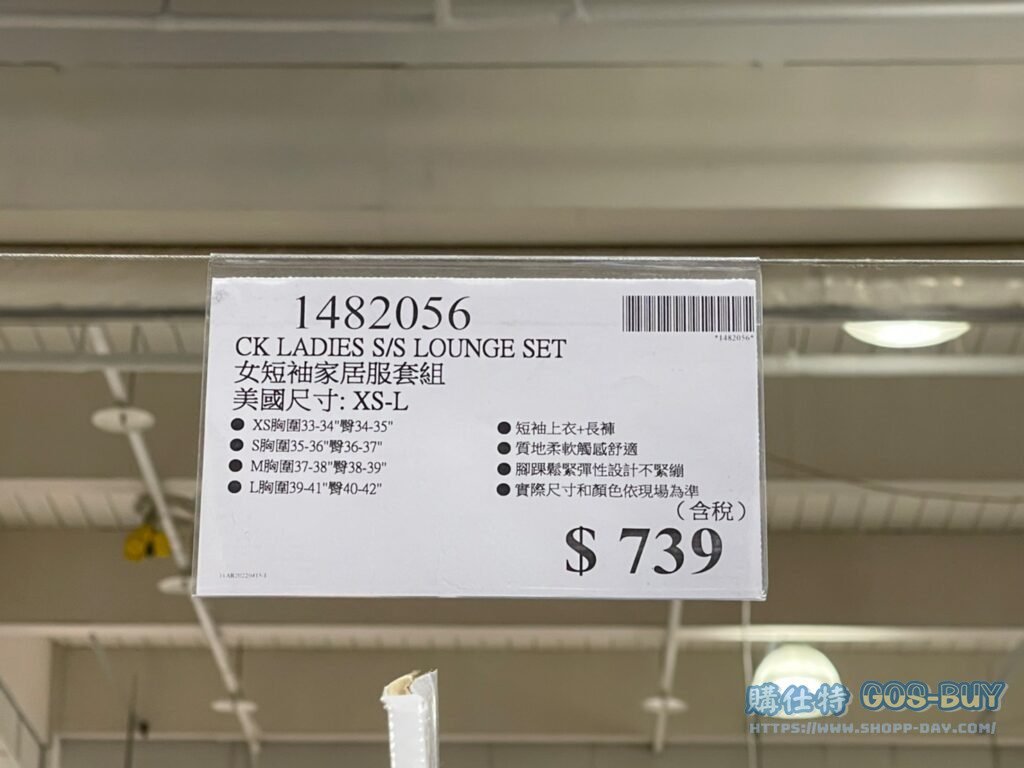 1482056
*1482056*
CK LADIES S/S LOUNGE SET
女短袖家居服套組
美國尺寸: XS-L
● XS胸圍33-34"臀34-35"
● S胸圍35-36"臀36-37"
● M胸圍37-38"臀38-39"
● L胸圍39-41"臀40-42"
● 短袖上衣+長褲
● 質地柔軟觸感舒適
● 腳踝鬆緊彈性設計不緊繃
● 實際尺寸和顏色依現場為準
（含稅）
$ 739
購仕特 GOS-BUY
HTTPS://WWW.SHOPP-DAY.COM/